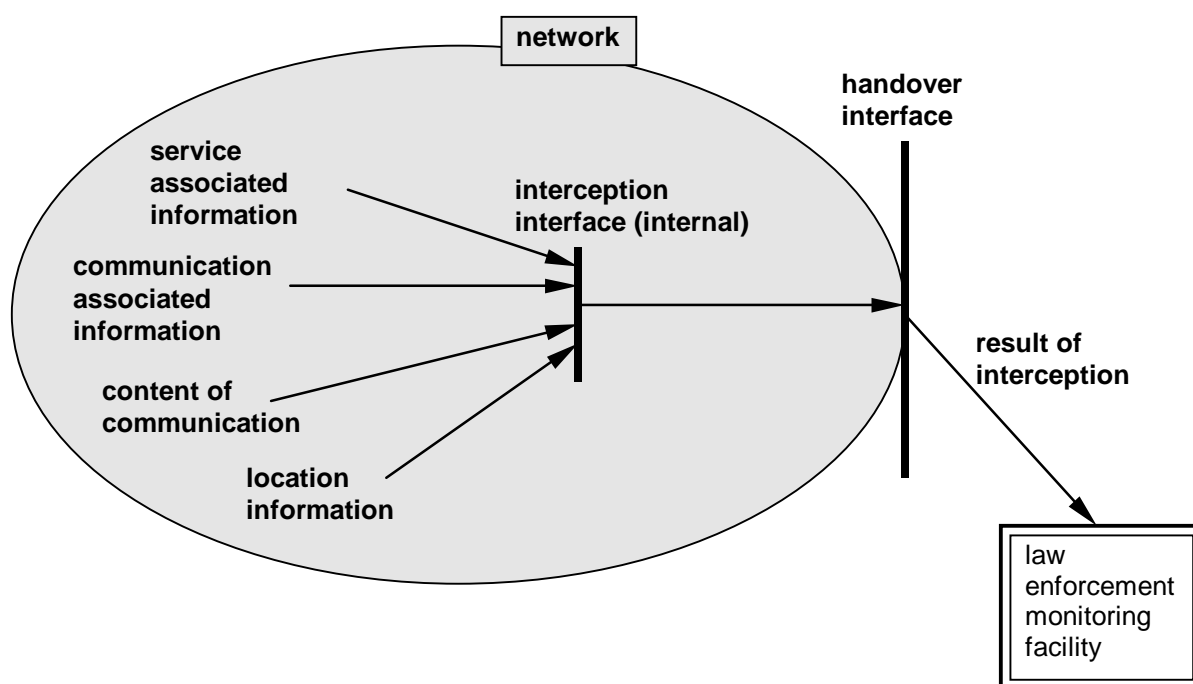 network
handover
interface
service
associated
information
interception
interface (internal)
communication
associated
information
result of
interception
content of
communication
location
information
law
enforcement
monitoring
facility